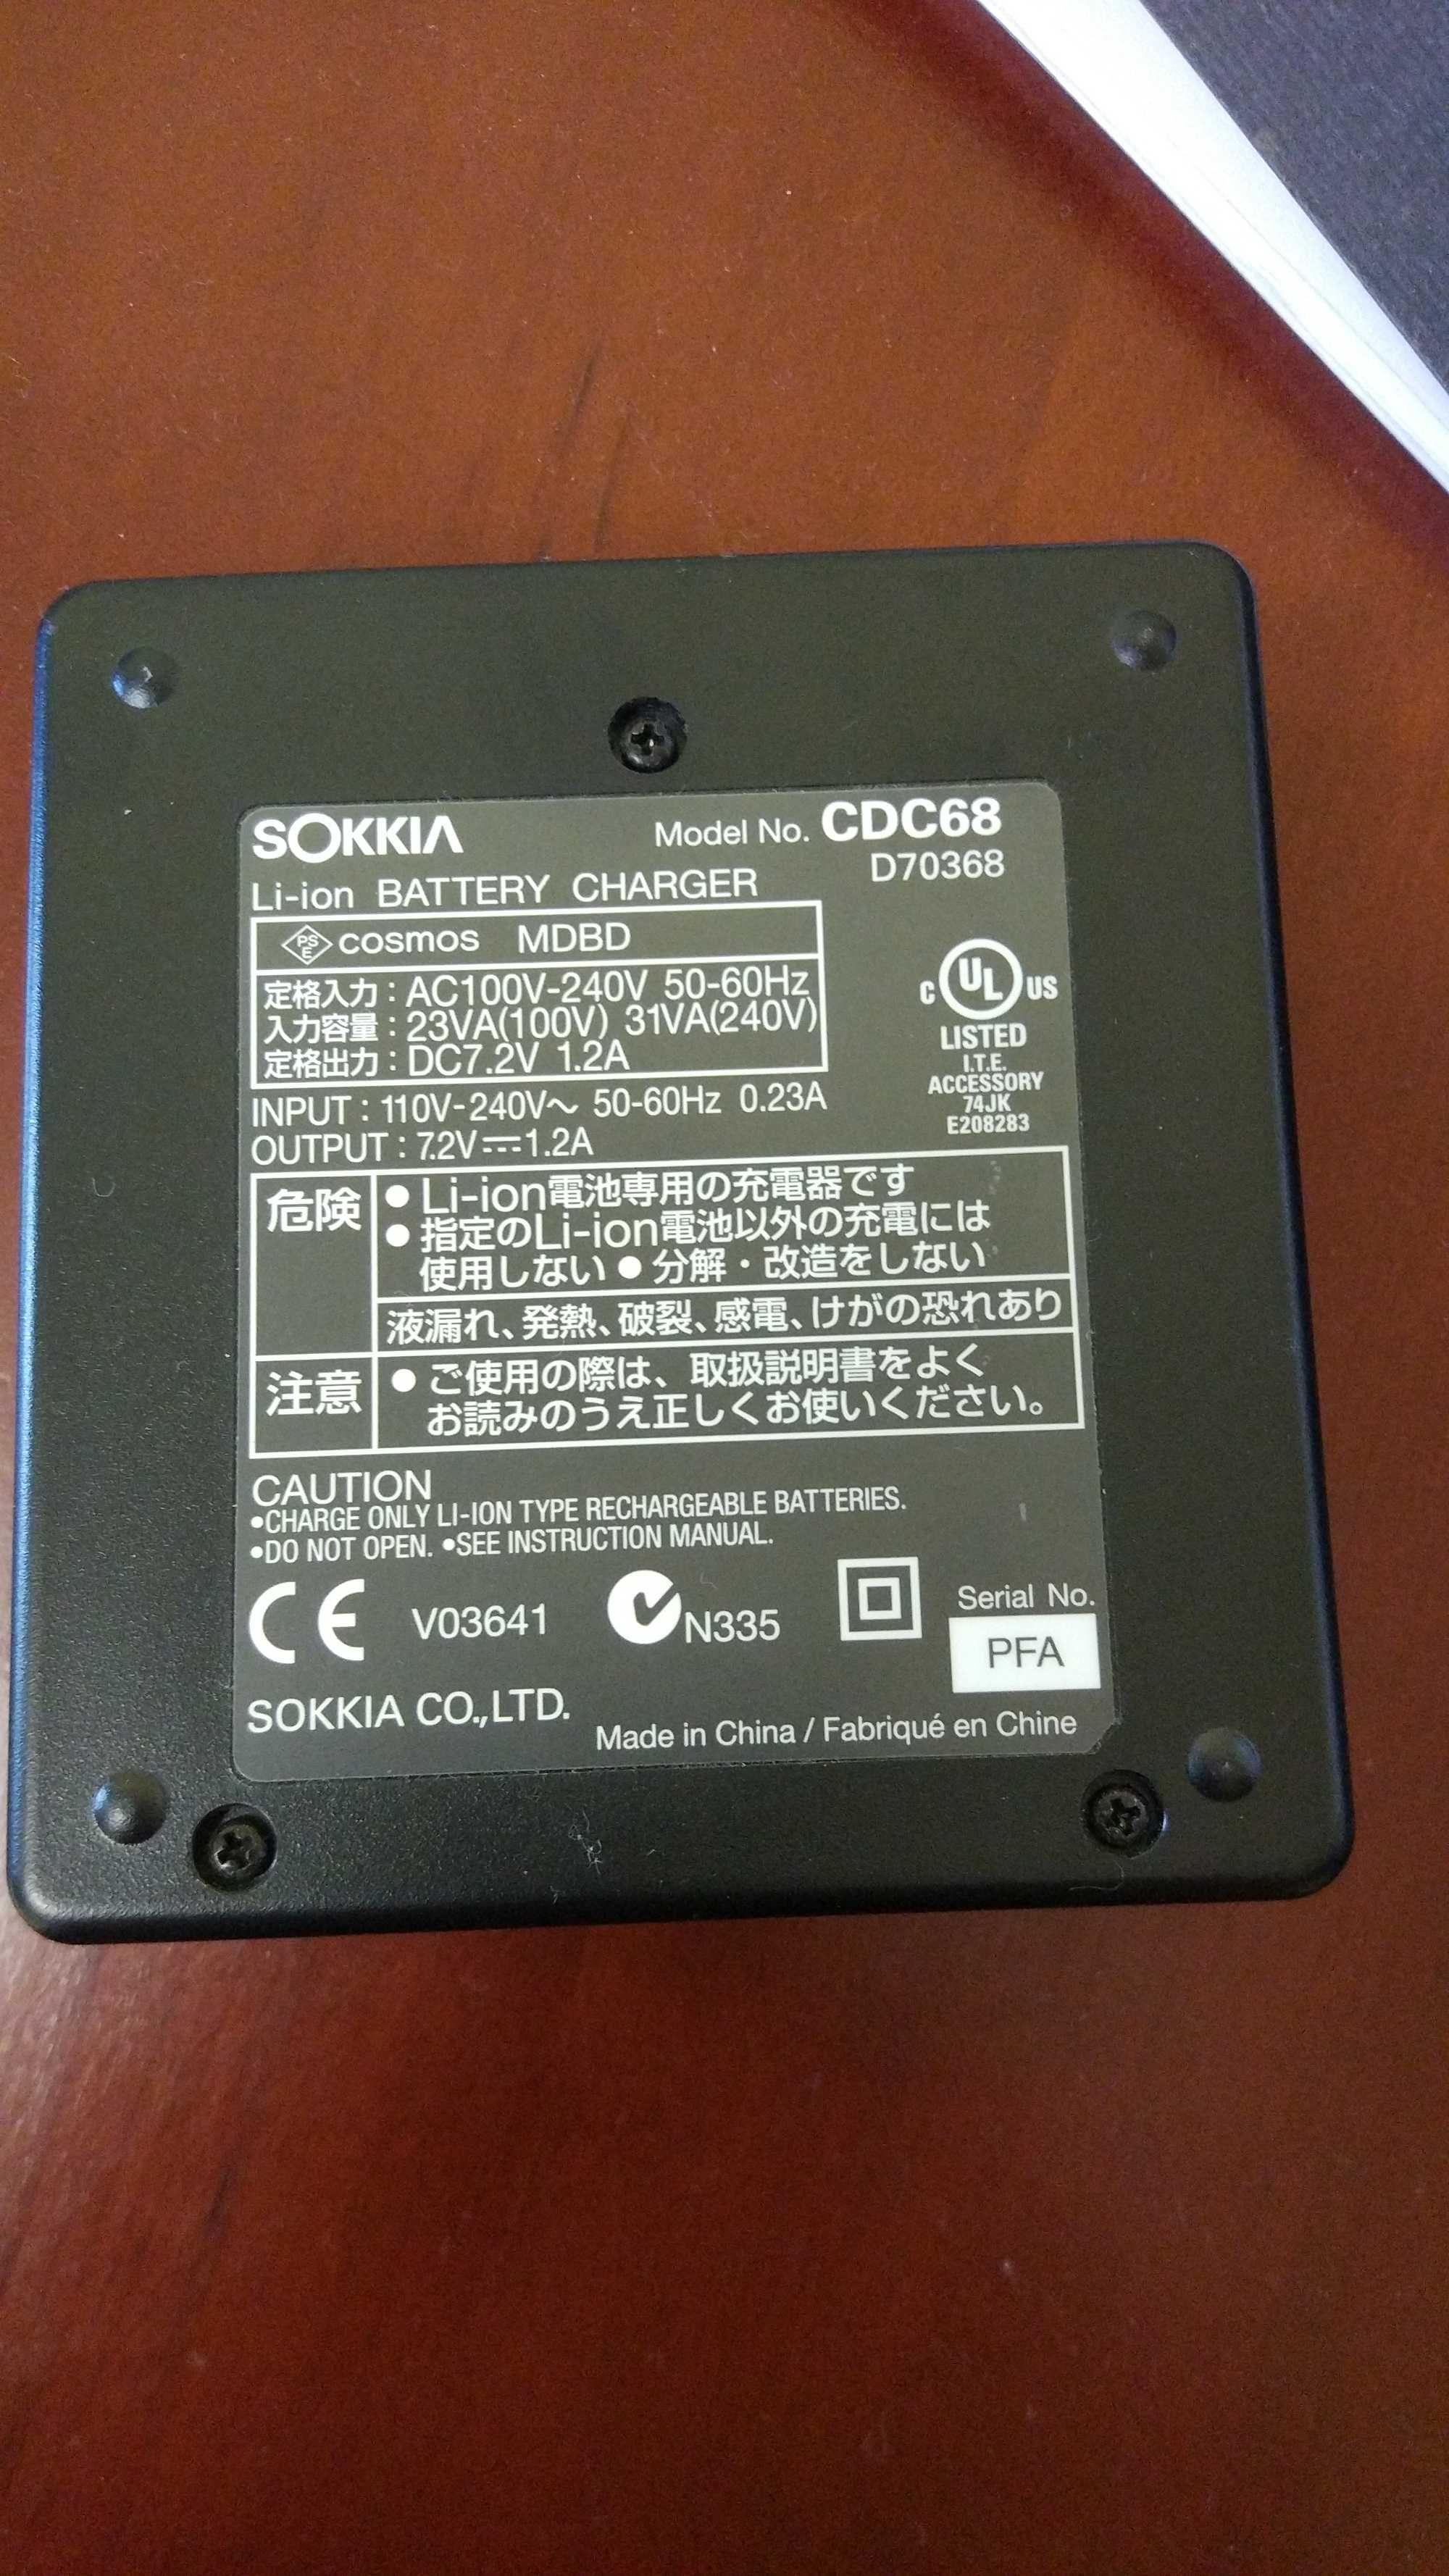 SOKKIA Model No. CDC68
D70368
Li-ion BATTERY CHARGER
PS E COSMOS MDBD
定格入力 : AC100V-240V 50-60Hz
入力容量 : 23VA(100V) 31VA(240V)
定格出力 : DC7.2V 1.2A
C UL US
LISTED
I.T.E.
ACCESSORY
74JK
E208283
INPUT : 110V-240V~ 50-60Hz 0.23A
OUTPUT : 7.2V⎓1.2A
危険
●Li-ion電池専用の充電器です
●指定のLi-ion電池以外の充電には
使用しない●分解・改造をしない
液漏れ、発熱、破裂、感電、けがの恐れあり
注意
●ご使用の際は、取扱説明書をよく
お読みのうえ正しくお使いください。
CAUTION
•CHARGE ONLY LI-ION TYPE RECHARGEABLE BATTERIES.
•DO NOT OPEN. •SEE INSTRUCTION MANUAL.
CE V03641 N335
Serial No.
PFA
SOKKIA CO.,LTD.
Made in China / Fabriqué en Chine